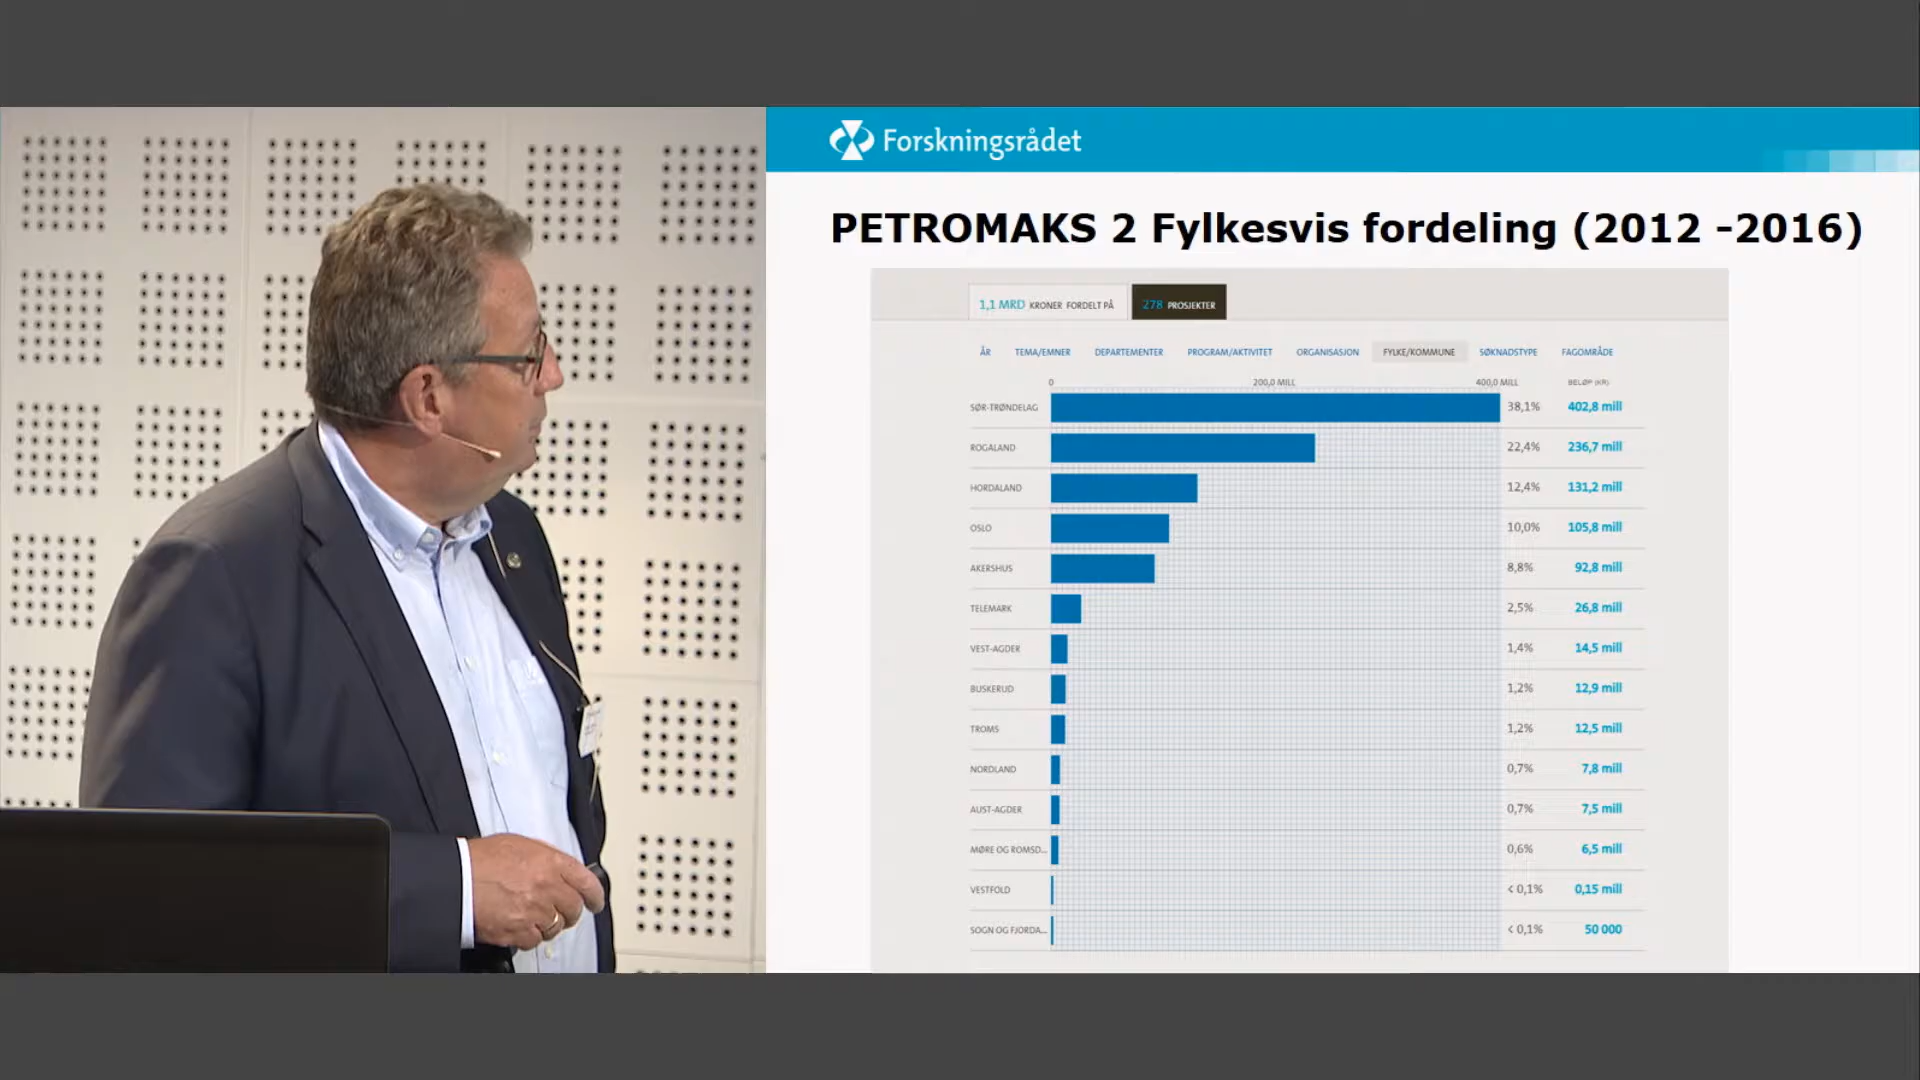 Forskningsrådet
PETROMAKS 2 Fylkesvis fordeling (2012 -2016)
1,1 MRD KRONER FORDELT PÅ 278 PROSJEKTER
ÅR TEMA/EMNER DEPARTEMENTER PROGRAM/AKTIVITET ORGANISASJON FYLKE/KOMMUNE SØKNADSTYPE FAGOMRÅDE
0 200,0 MILL 400,0 MILL BELØP (KR)
SØR-TRØNDELAG 38,1% 402,8 mill
ROGALAND 22,4% 236,7 mill
HORDALAND 12,4% 131,2 mill
OSLO 10,0% 105,8 mill
AKERSHUS 8,8% 92,8 mill
TELEMARK 2,5% 26,8 mill
VEST-AGDER 1,4% 14,5 mill
BUSKERUD 1,2% 12,9 mill
TROMS 1,2% 12,5 mill
NORDLAND 0,7% 7,8 mill
AUST-AGDER 0,7% 7,5 mill
MØRE OG ROMSD... 0,6% 6,5 mill
VESTFOLD < 0,1% 0,15 mill
SOGN OG FJORDA... < 0,1% 50 000